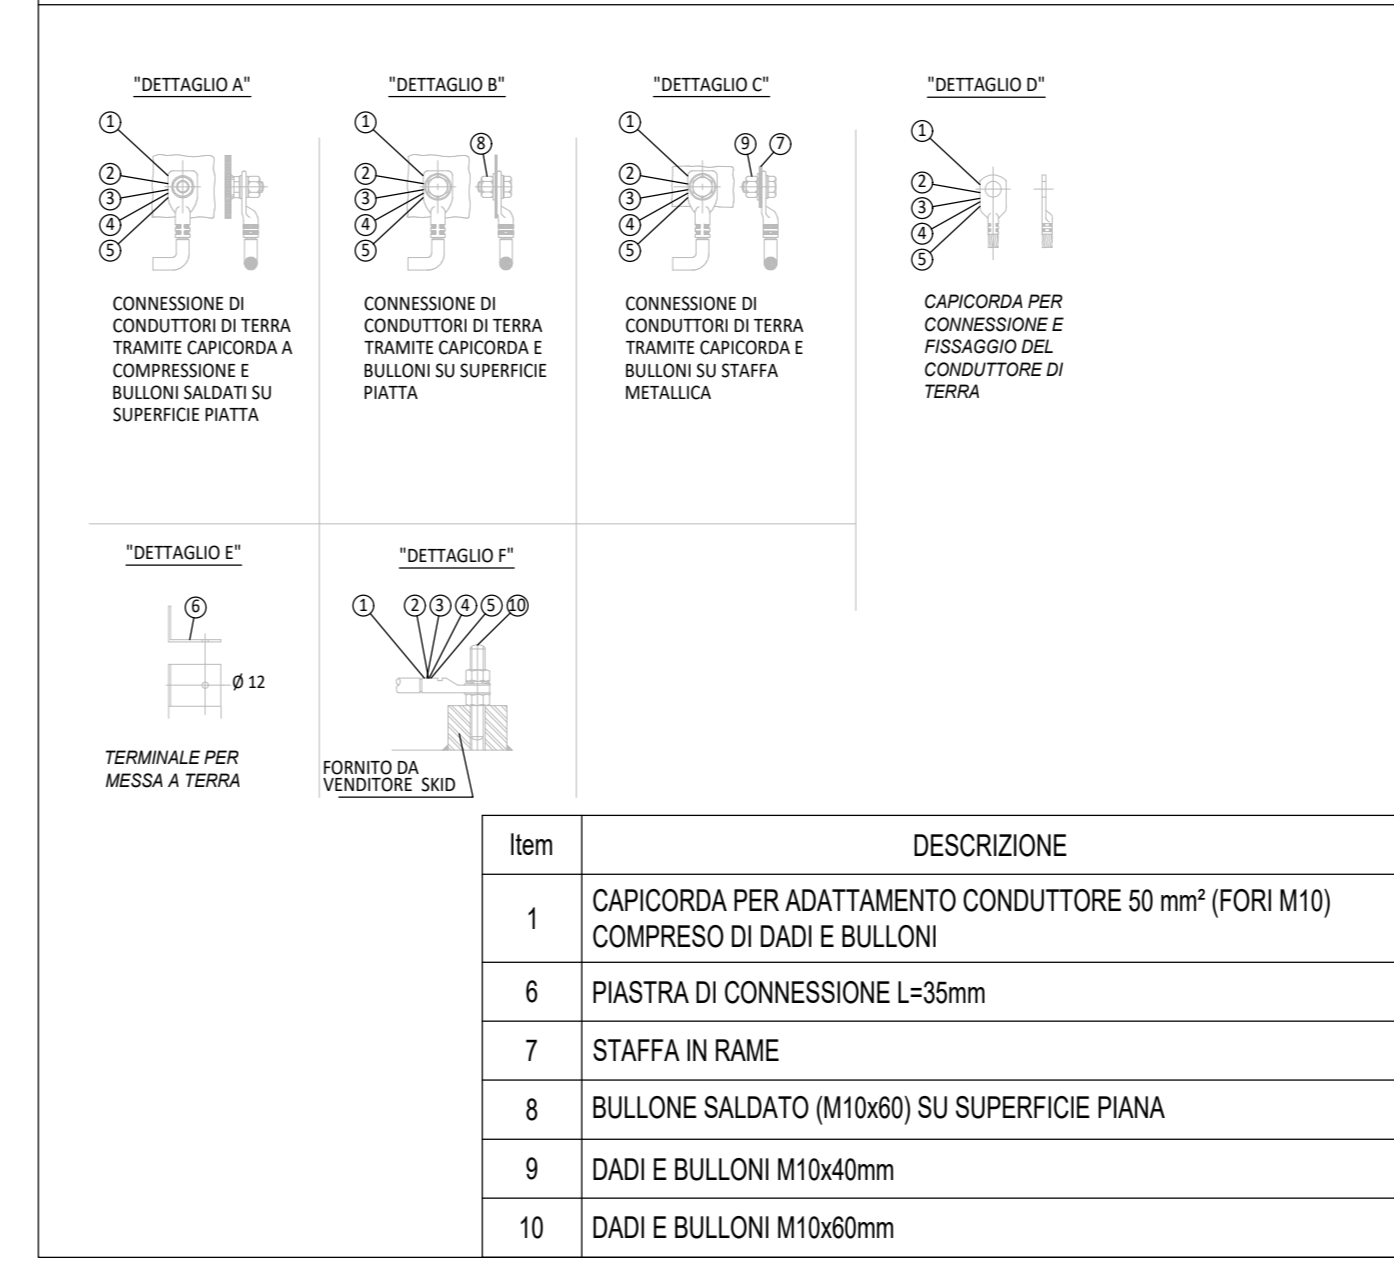 "DETTAGLIO A"
1
2
3
4
5
CONNESSIONE DI
CONDUTTORI DI TERRA
TRAMITE CAPICORDA A
COMPRESSIONE E
BULLONI SALDATI SU
SUPERFICIE PIATTA
"DETTAGLIO B"
1
8
2
3
4
5
CONNESSIONE DI
CONDUTTORI DI TERRA
TRAMITE CAPICORDA E
BULLONI SU SUPERFICIE
PIATTA
"DETTAGLIO C"
1
9 7
2
3
4
5
CONNESSIONE DI
CONDUTTORI DI TERRA
TRAMITE CAPICORDA E
BULLONI SU STAFFA
METALLICA
"DETTAGLIO D"
1
2
3
4
5
CAPICORDA PER
CONNESSIONE E
FISSAGGIO DEL
CONDUTTORE DI
TERRA
"DETTAGLIO E"
6
Ø 12
TERMINALE PER
MESSA A TERRA
"DETTAGLIO F"
1 2 3 4 5 10
FORNITO DA
VENDITORE SKID
Item DESCRIZIONE
1 CAPICORDA PER ADATTAMENTO CONDUTTORE 50 mm² (FORI M10)
COMPRESO DI DADI E BULLONI
6 PIASTRA DI CONNESSIONE L=35mm
7 STAFFA IN RAME
8 BULLONE SALDATO (M10x60) SU SUPERFICIE PIANA
9 DADI E BULLONI M10x40mm
10 DADI E BULLONI M10x60mm